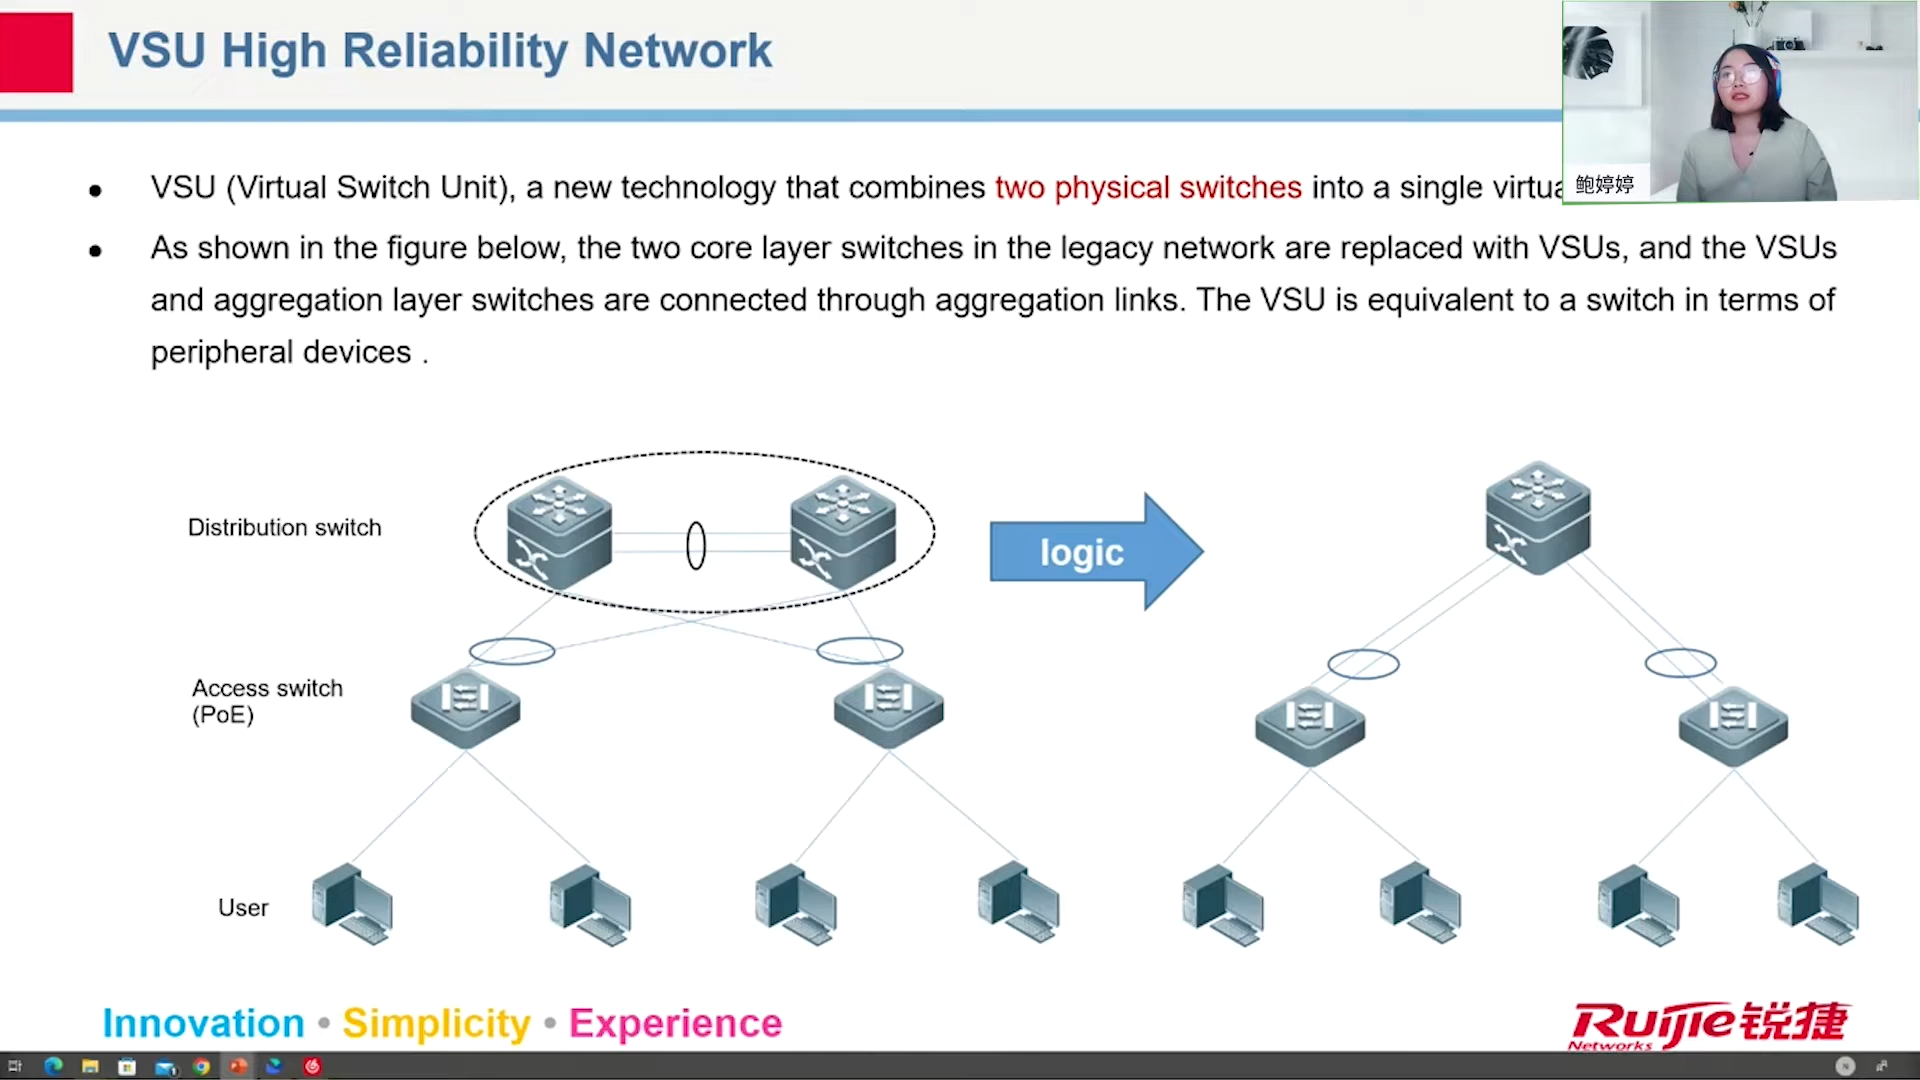 VSU High Reliability Network
鲍婷婷
• VSU (Virtual Switch Unit), a new technology that combines two physical switches into a single
• As shown in the figure below, the two core layer switches in the legacy network are replaced with VSUs, and the VSUs
and aggregation layer switches are connected through aggregation links. The VSU is equivalent to a switch in terms of
peripheral devices .
Distribution switch
logic
Access switch
(PoE)
User
Innovation • Simplicity • Experience
Ruijie锐捷
Networks